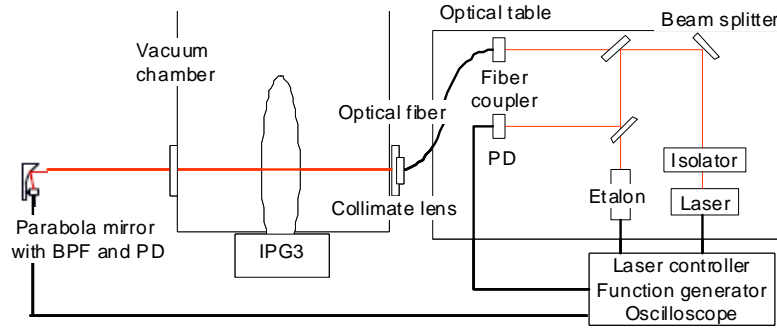 Optical table
Beam splitter
Vacuum
chamber
Fiber
coupler
Optical fiber
PD
Isolator
Etalon
Laser
Collimate lens
Parabola mirror
with BPF and PD
IPG3
Laser controller
Function generator
Oscilloscope